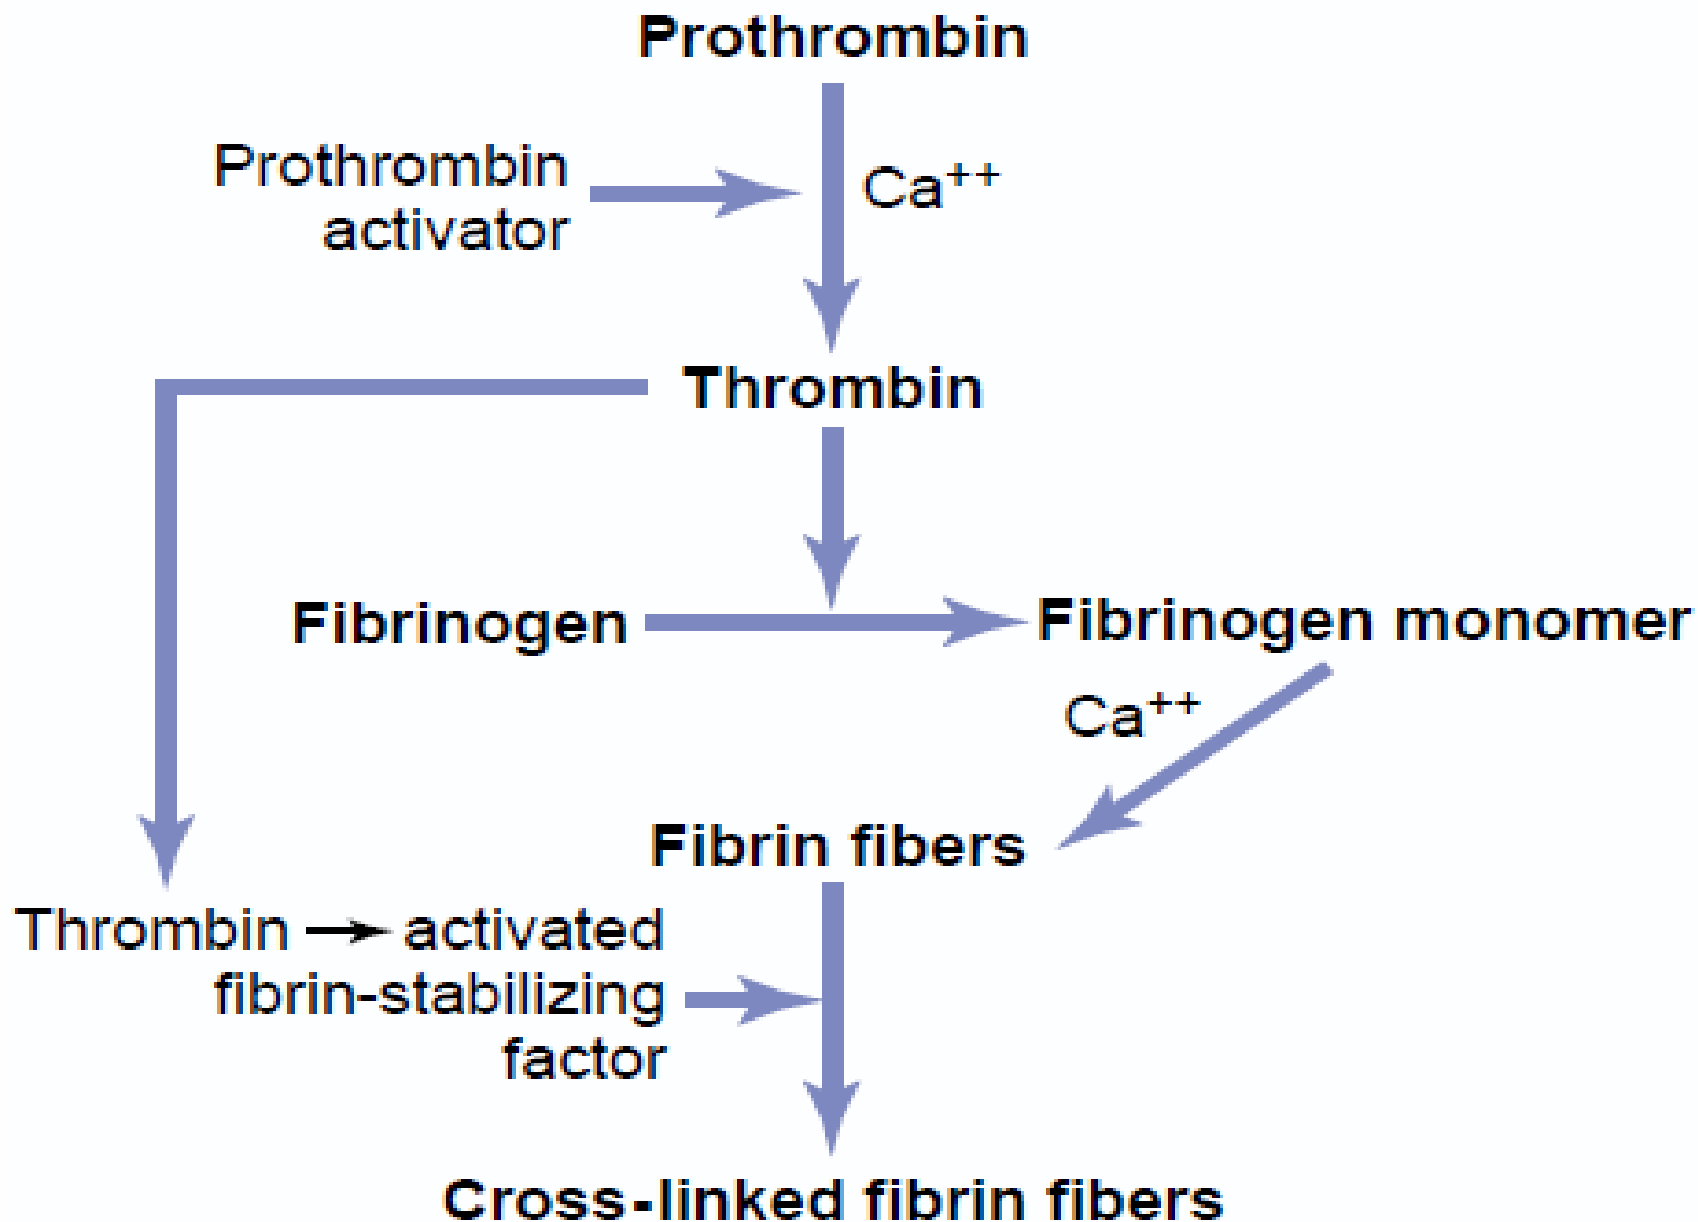 Prothrombin
Prothrombin
activator
Ca⁺⁺
Thrombin
Fibrinogen
Fibrinogen monomer
Ca⁺⁺
Fibrin fibers
Thrombin → activated
fibrin-stabilizing
factor
Cross-linked fibrin fibers